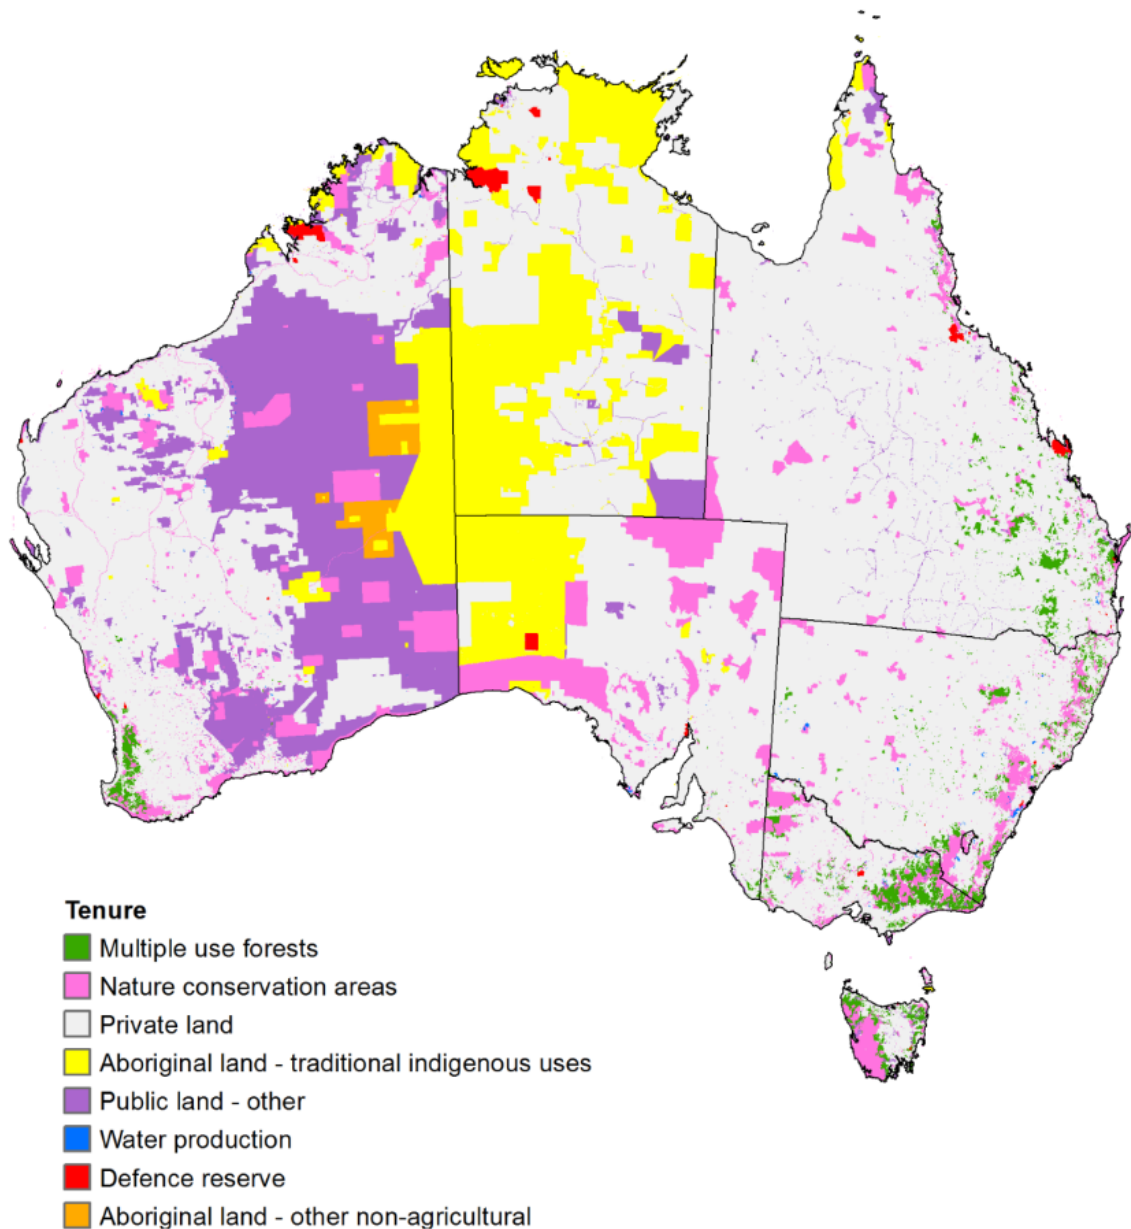 Tenure
Multiple use forests
Nature conservation areas
Private land
Aboriginal land - traditional indigenous uses
Public land - other
Water production
Defence reserve
Aboriginal land - other non-agricultural